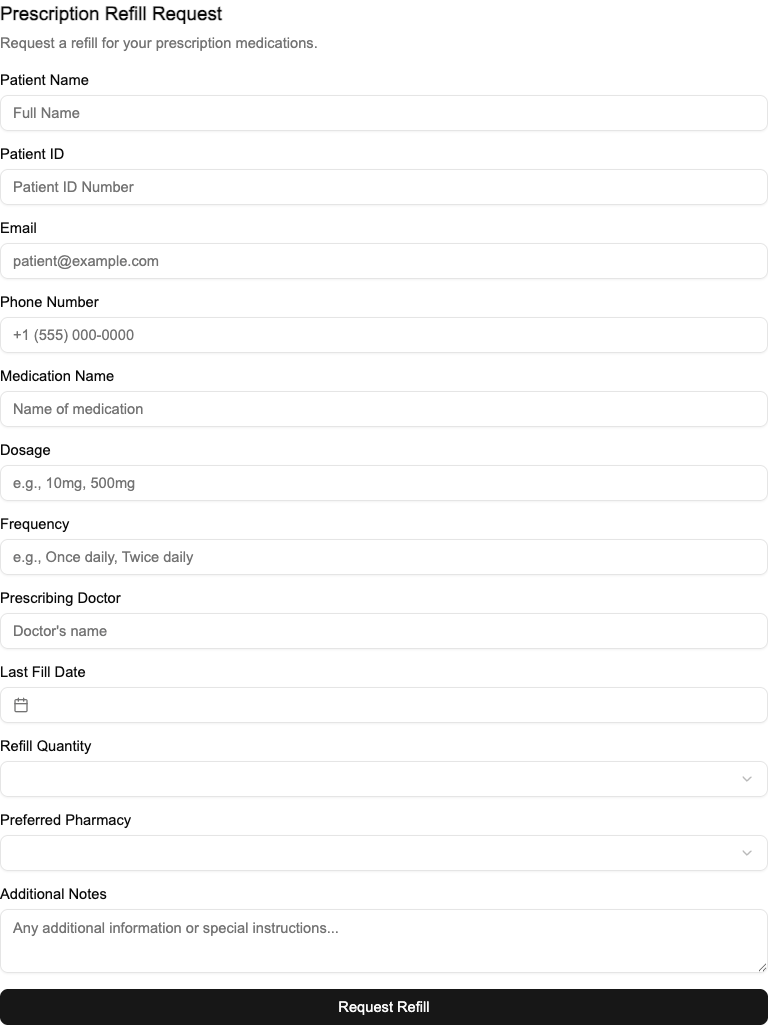 Prescription Refill Request
Request a refill for your prescription medications.
Patient Name
Full Name
Patient ID
Patient ID Number
Email
patient@example.com
Phone Number
+1 (555) 000-0000
Medication Name
Name of medication
Dosage
e.g., 10mg, 500mg
Frequency
e.g., Once daily, Twice daily
Prescribing Doctor
Doctor's name
Last Fill Date
Refill Quantity
Preferred Pharmacy
Additional Notes
Any additional information or special instructions...
Request Refill